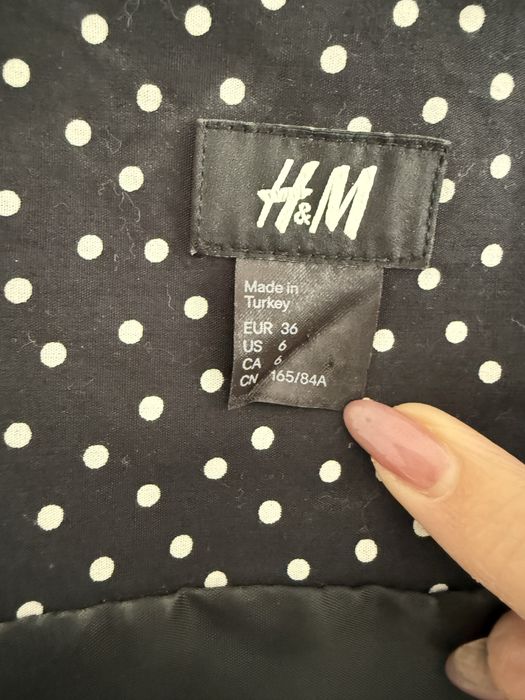 H&M
Made in
Turkey
EUR 36
US 6
CA 6
CN 165/84A